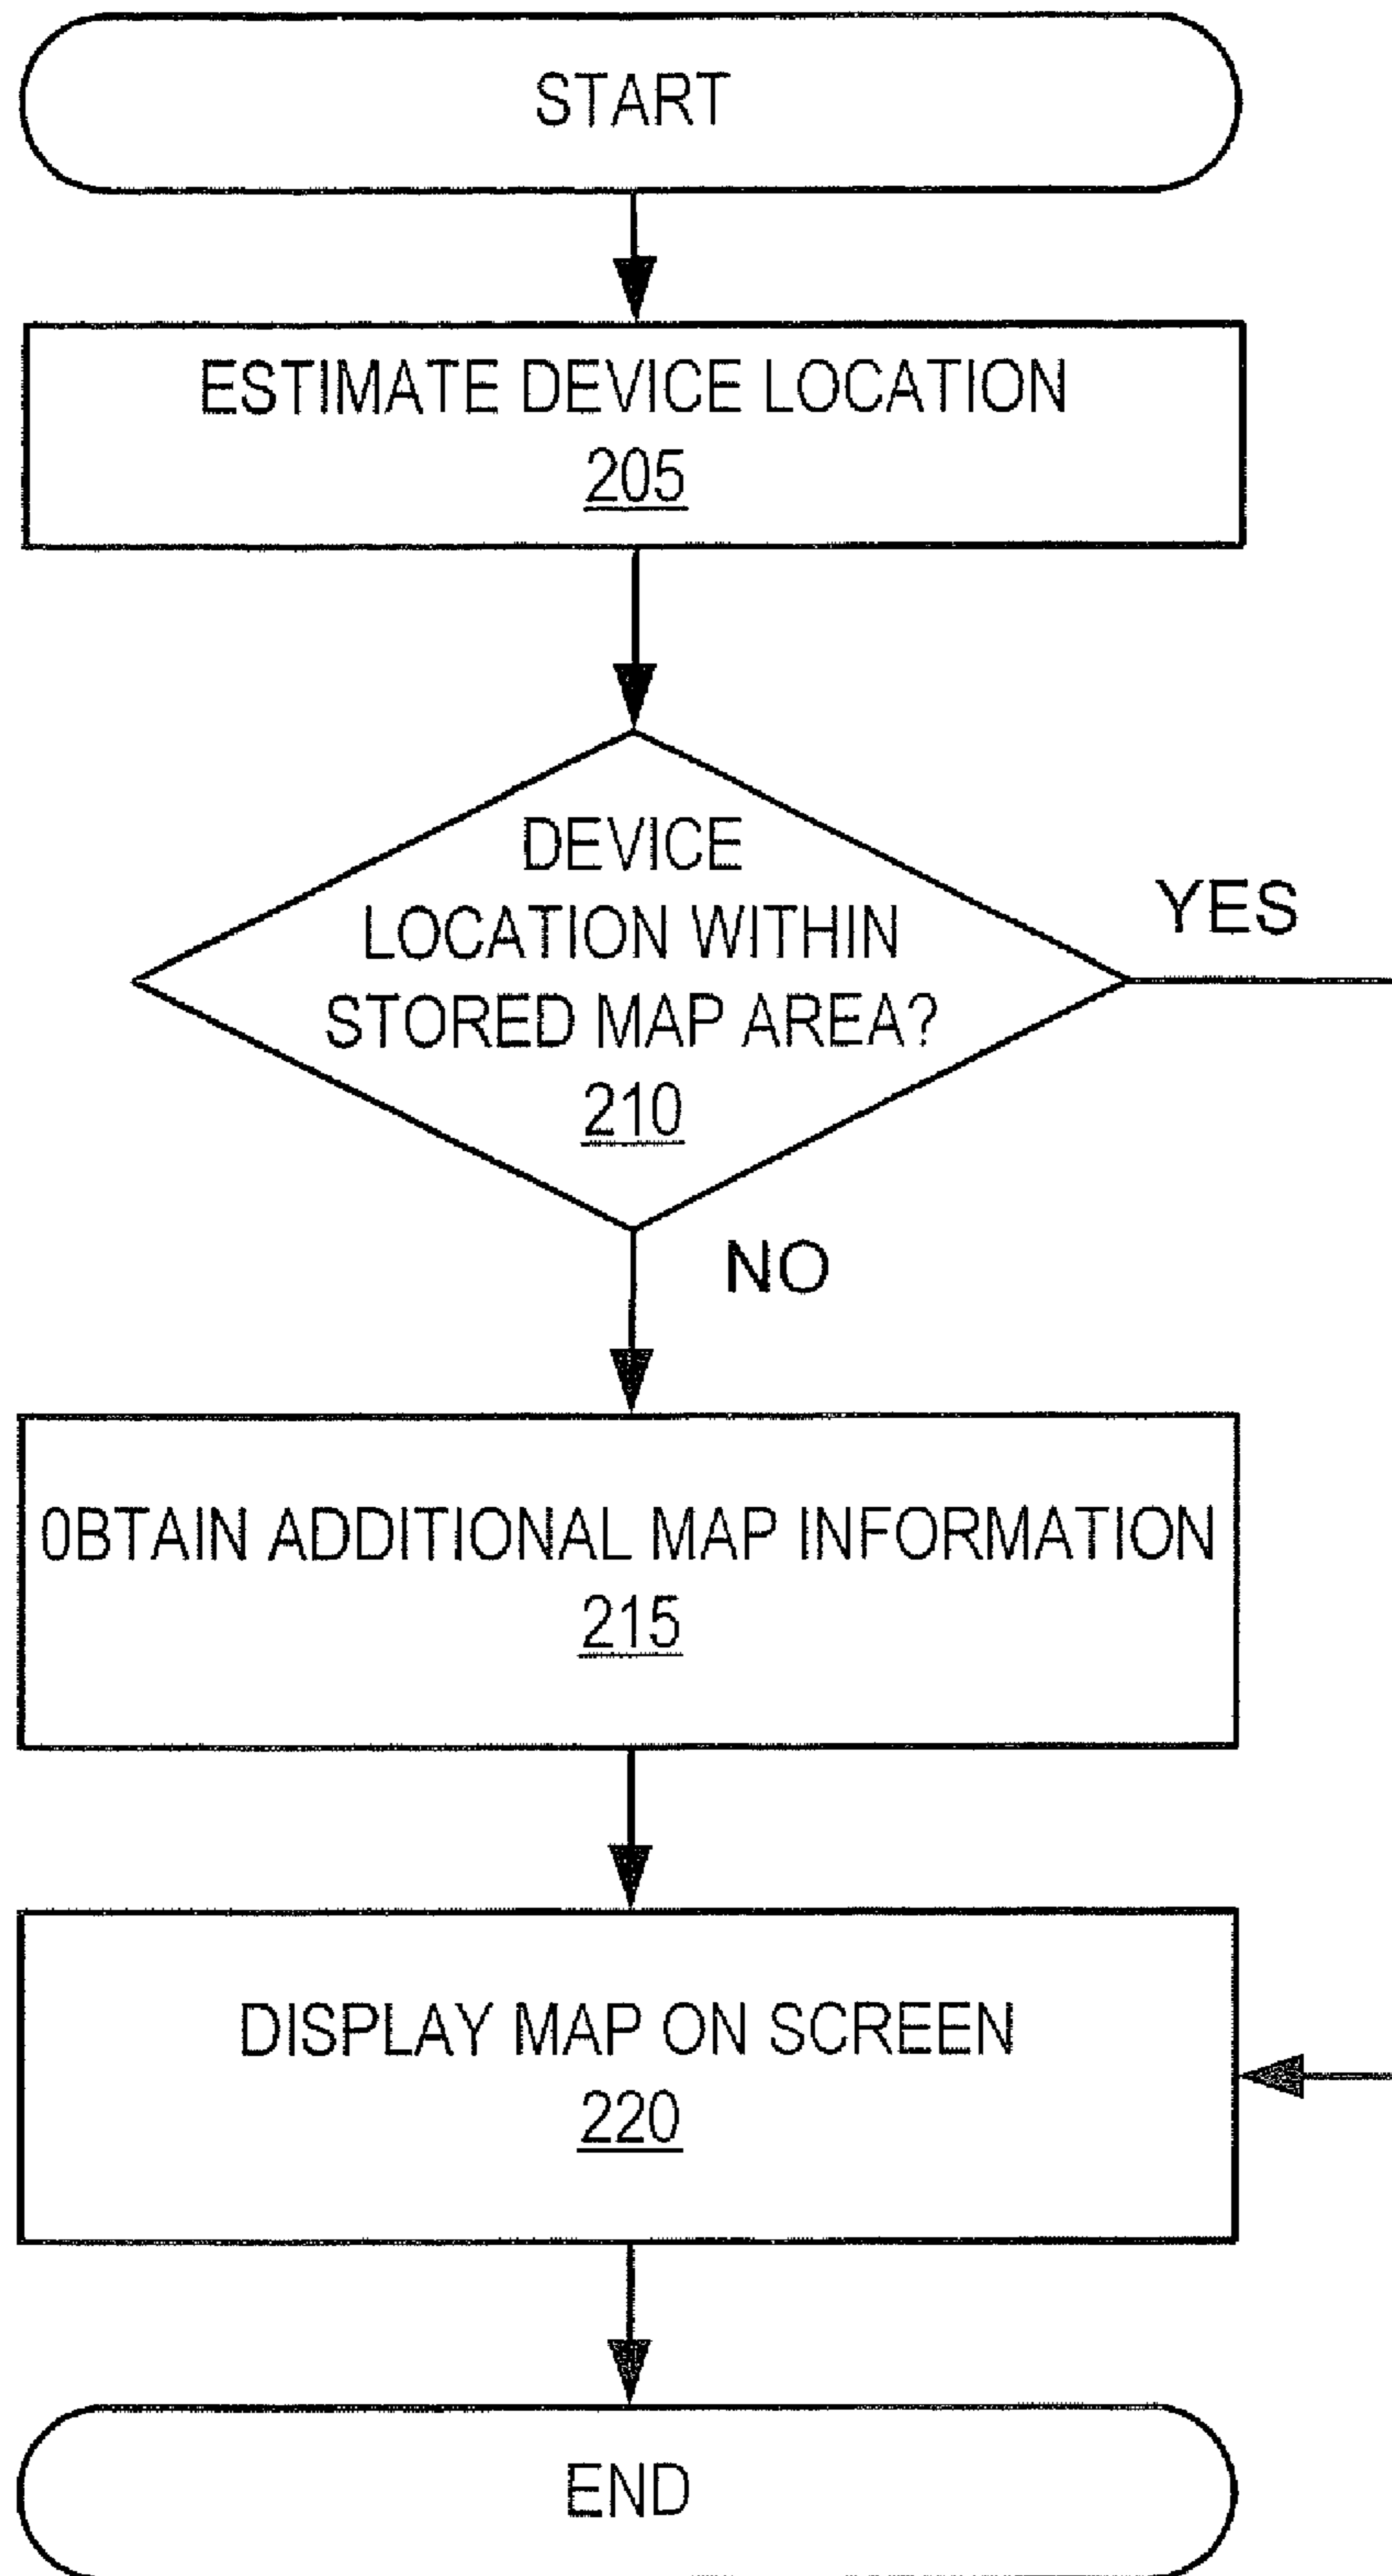 START
ESTIMATE DEVICE LOCATION
205
DEVICE
LOCATION WITHIN
STORED MAP AREA?
210
YES
NO
0BTAIN ADDITIONAL MAP INFORMATION
215
DISPLAY MAP ON SCREEN
220
END